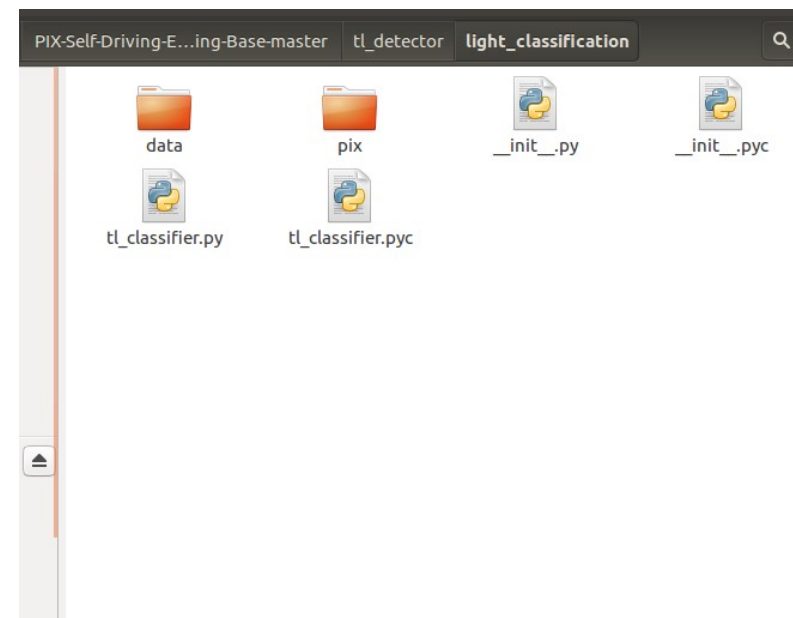 PIX-Self-Driving-E...ing-Base-master tl_detector light_classification
data pix __init__.py __init__.pyc
tl_classifier.py tl_classifier.pyc